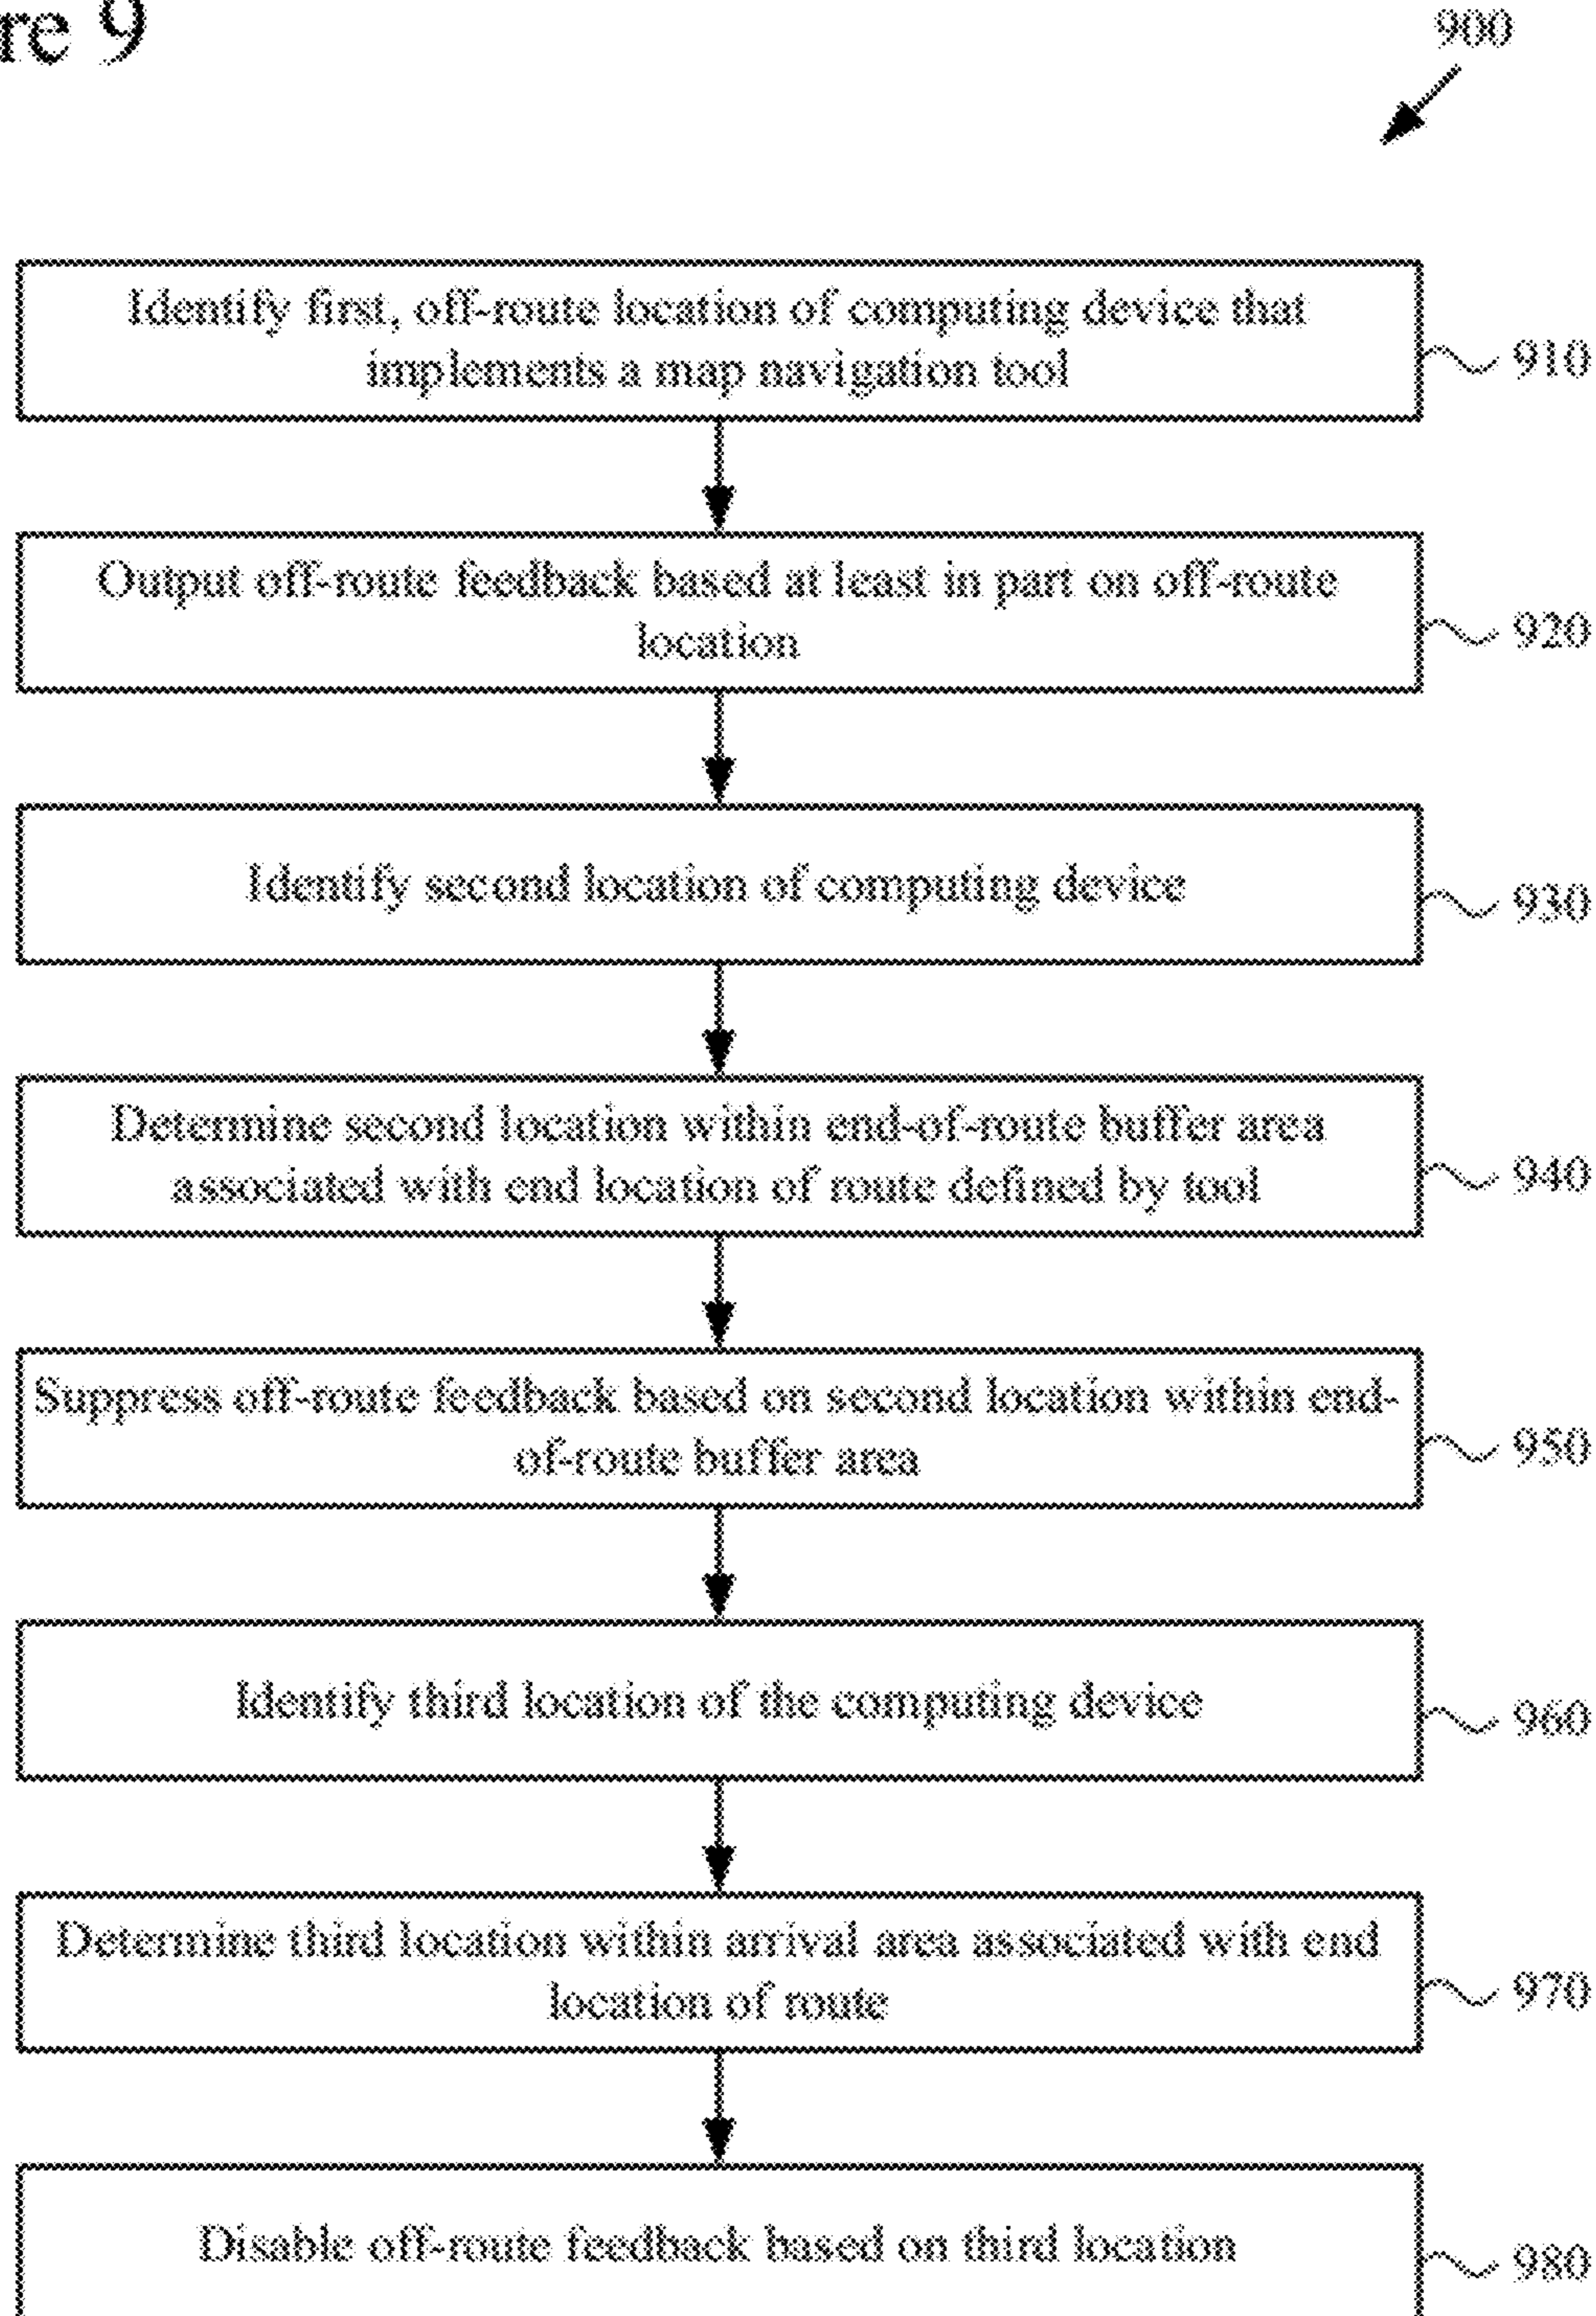 re 9
900
Identify first, off-route location of computing device that
implements a map navigation tool
910
Output off-route feedback based at least in part on off-route
location
920
Identify second location of computing device
930
Determine second location within end-of-route buffer area
associated with end location of route defined by tool
940
Suppress off-route feedback based on second location within end-
of-route buffer area
950
Identify third location of the computing device
960
Determine third location within arrival area associated with end
location of route
970
Disable off-route feedback based on third location
980